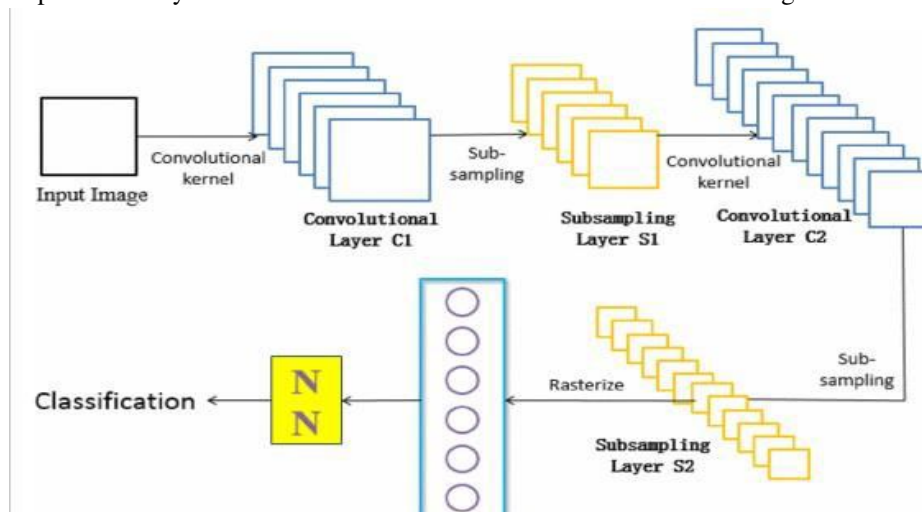 Convolutional
kernel
Input Image
Sub-
sampling
Convolutional
kernel
Convolutional
Layer C1
Subsampling
Layer S1
Convolutional
Layer C2
Sub-
sampling
Rasterize
Classification
N
N
Subsampling
Layer S2